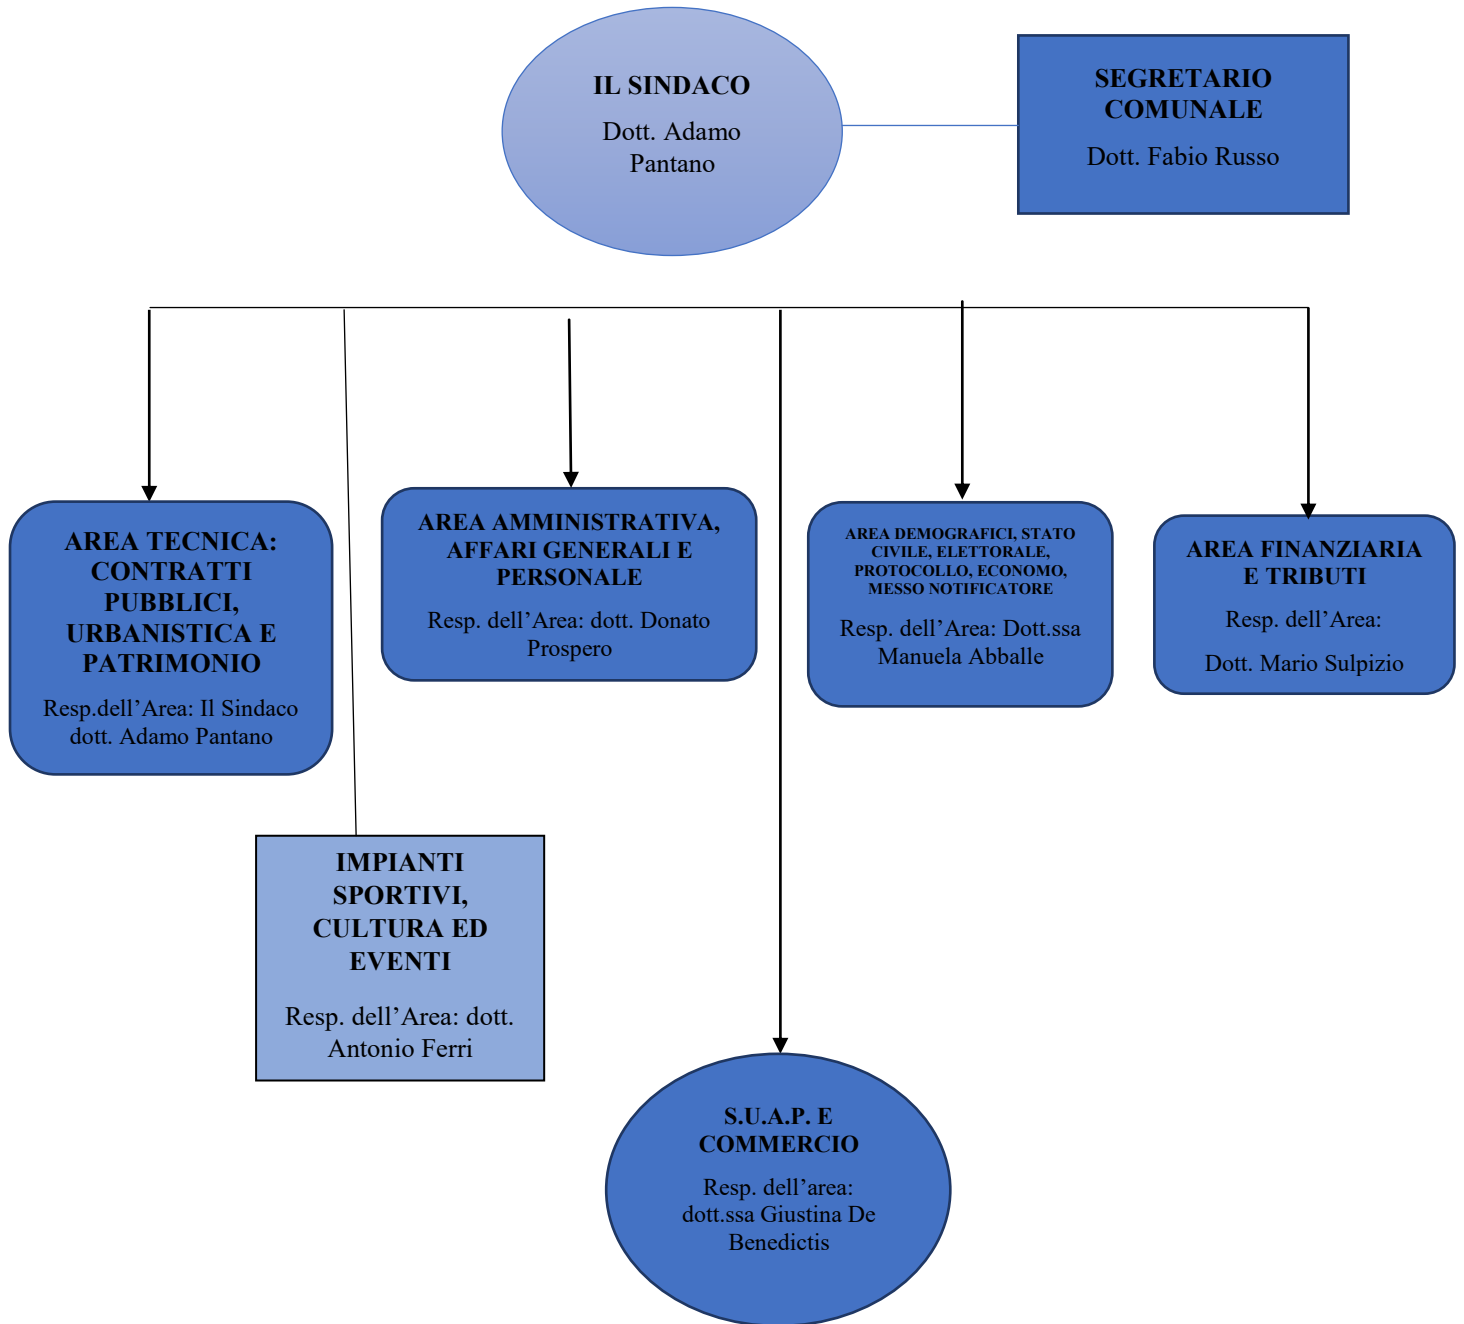 IL SINDACO
Dott. Adamo
Pantano
SEGRETARIO
COMUNALE
Dott. Fabio Russo
AREA TECNICA:
CONTRATTI
PUBBLICI,
URBANISTICA E
PATRIMONIO
Resp.dell’Area: Il Sindaco
dott. Adamo Pantano
AREA AMMINISTRATIVA,
AFFARI GENERALI E
PERSONALE
Resp. dell’Area: dott. Donato
Prospero
AREA DEMOGRAFICI, STATO
CIVILE, ELETTORALE,
PROTOCOLLO, ECONOMO,
MESSO NOTIFICATORE
Resp. dell’Area: Dott.ssa
Manuela Abballe
AREA FINANZIARIA
E TRIBUTI
Resp. dell’Area:
Dott. Mario Sulpizio
IMPIANTI
SPORTIVI,
CULTURA ED
EVENTI
Resp. dell’Area: dott.
Antonio Ferri
S.U.A.P. E
COMMERCIO
Resp. dell’area:
dott.ssa Giustina De
Benedictis